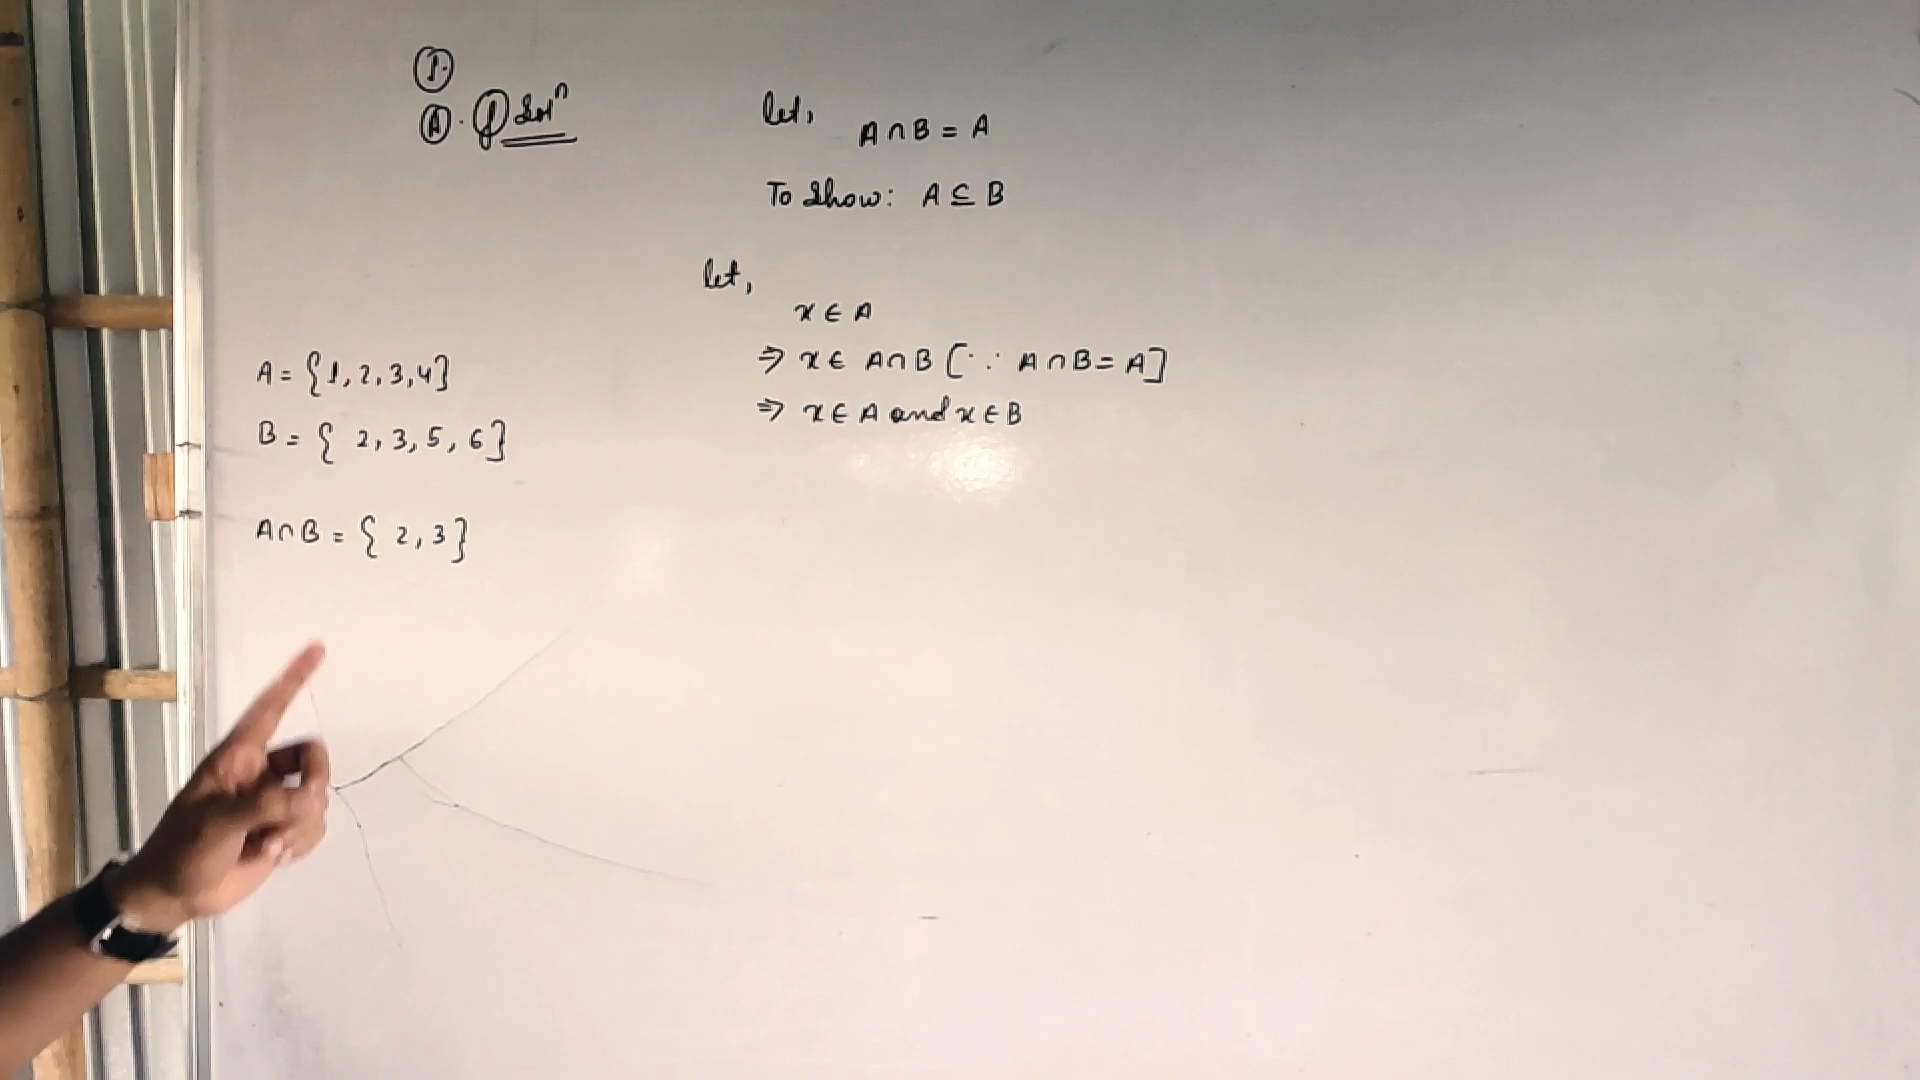 ①
Ⓐ. ⓕ Solⁿ
let,
A∩B = A
To Show: A ⊆ B
let,
x ∈ A
⇒ x ∈ A∩B [∵ A∩B = A]
⇒ x ∈ A and x ∈ B
A = {1, 2, 3, 4}
B = { 2, 3, 5, 6}
A∩B = { 2, 3}